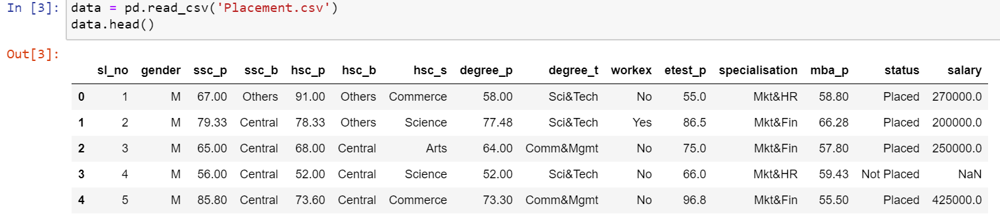 In [3]: data = pd.read_csv('Placement.csv')
data.head()
Out[3]:
sl_no gender ssc_p ssc_b hsc_p hsc_b hsc_s degree_p degree_t workex etest_p specialisation mba_p status salary
0 1 M 67.00 Others 91.00 Others Commerce 58.00 Sci&Tech No 55.0 Mkt&HR 58.80 Placed 270000.0
1 2 M 79.33 Central 78.33 Others Science 77.48 Sci&Tech Yes 86.5 Mkt&Fin 66.28 Placed 200000.0
2 3 M 65.00 Central 68.00 Central Arts 64.00 Comm&Mgmt No 75.0 Mkt&Fin 57.80 Placed 250000.0
3 4 M 56.00 Central 52.00 Central Science 52.00 Sci&Tech No 66.0 Mkt&HR 59.43 Not Placed NaN
4 5 M 85.80 Central 73.60 Central Commerce 73.30 Comm&Mgmt No 96.8 Mkt&Fin 55.50 Placed 425000.0